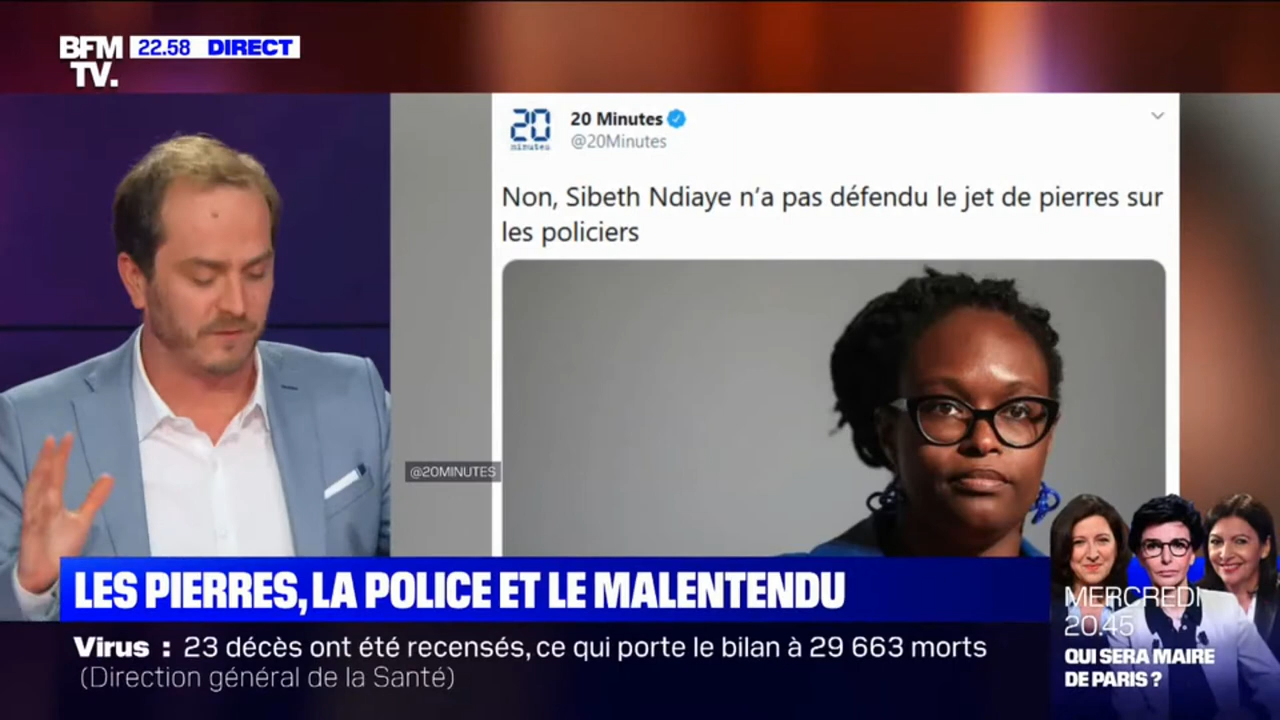 BFM
TV.
22.58 DIRECT
20
minutes
20 Minutes
@20Minutes
Non, Sibeth Ndiaye n’a pas défendu le jet de pierres sur
les policiers
@20MINUTES
LES PIERRES, LA POLICE ET LE MALENTENDU
Virus : 23 décès ont été recensés, ce qui porte le bilan à 29 663 morts
(Direction général de la Santé)
MERCREDI
20.45
QUI SERA MAIRE
DE PARIS ?